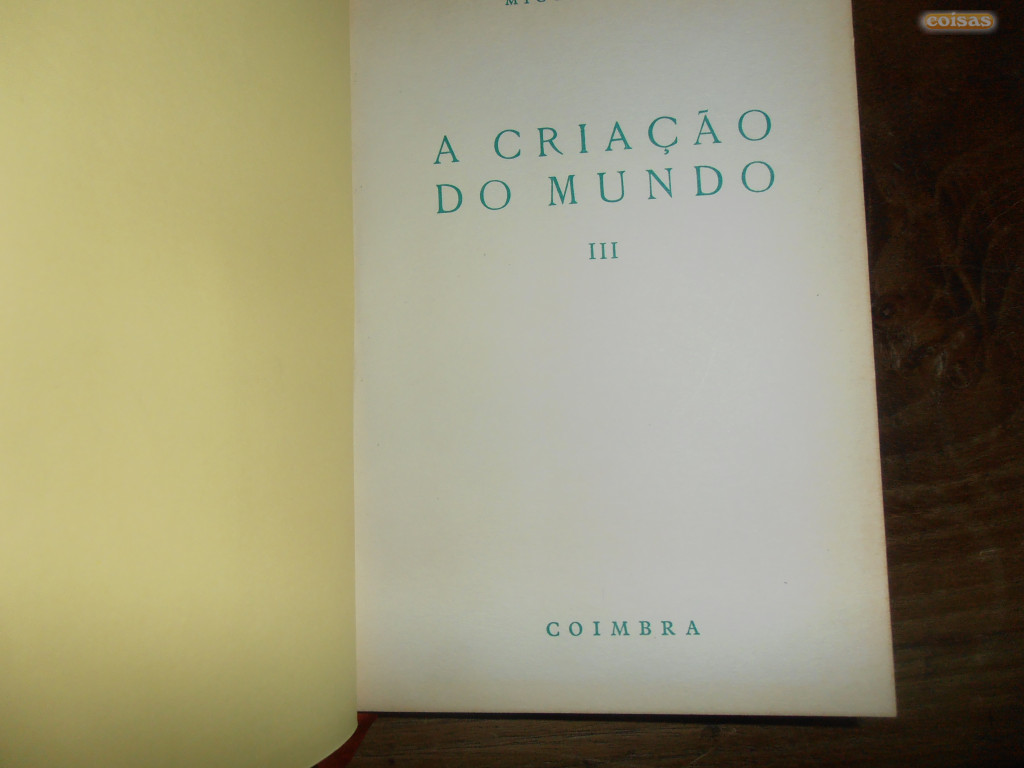 coisas
A CRIAÇÃO
DO MUNDO
III
COIMBRA